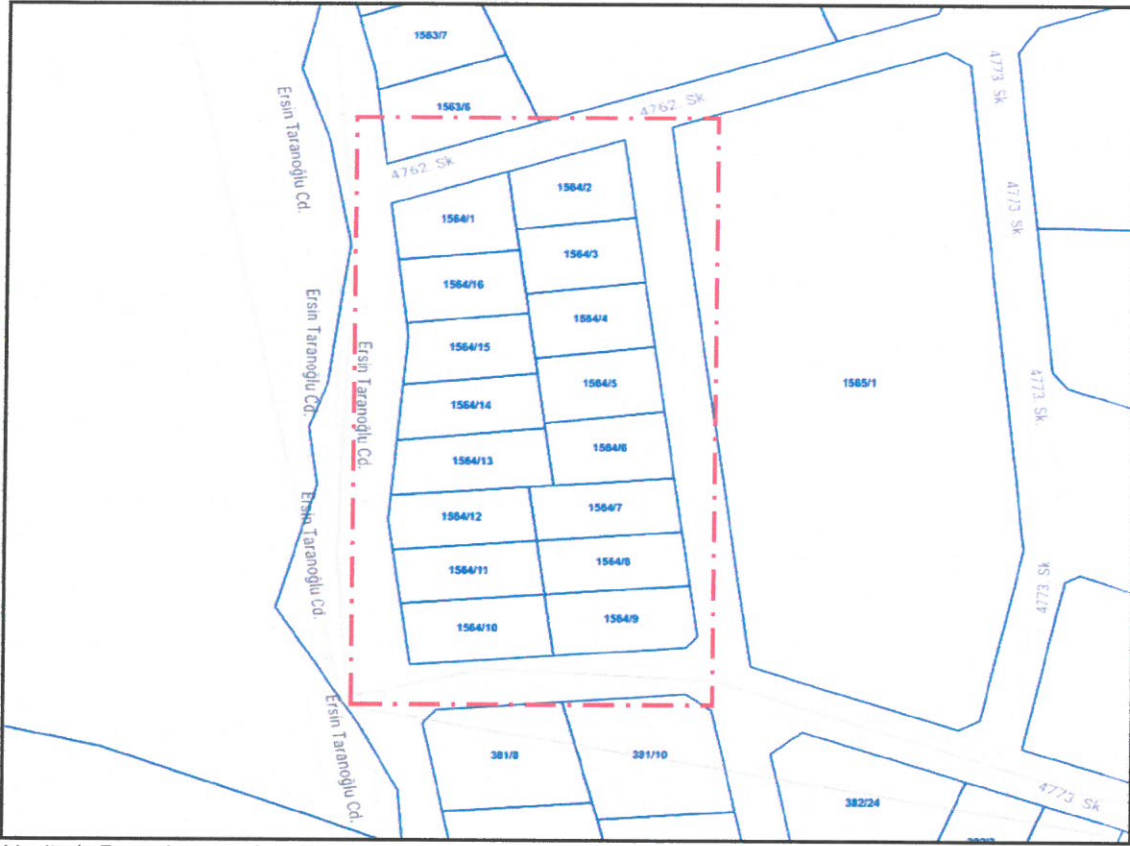 1563/7
4773 Sk
Ersin Taranoğlu Cd.
1563/6
4762. Sk
4762 Sk
1564/2
4773 Sk
1564/1
1564/3
1564/16
Ersin Taranoğlu Cd.
1564/4
1564/15
Ersin Taranoğlu Cd.
1564/5
1565/1
4773. Sk.
1564/14
1564/6
1564/13
1564/7
1564/12
Ersin Taranoğlu Cd.
1564/8
1564/11
4773 Sk
1564/9
1564/10
Ersin Taranoğlu Cd.
381/8
381/10
4773 Sk
382/24